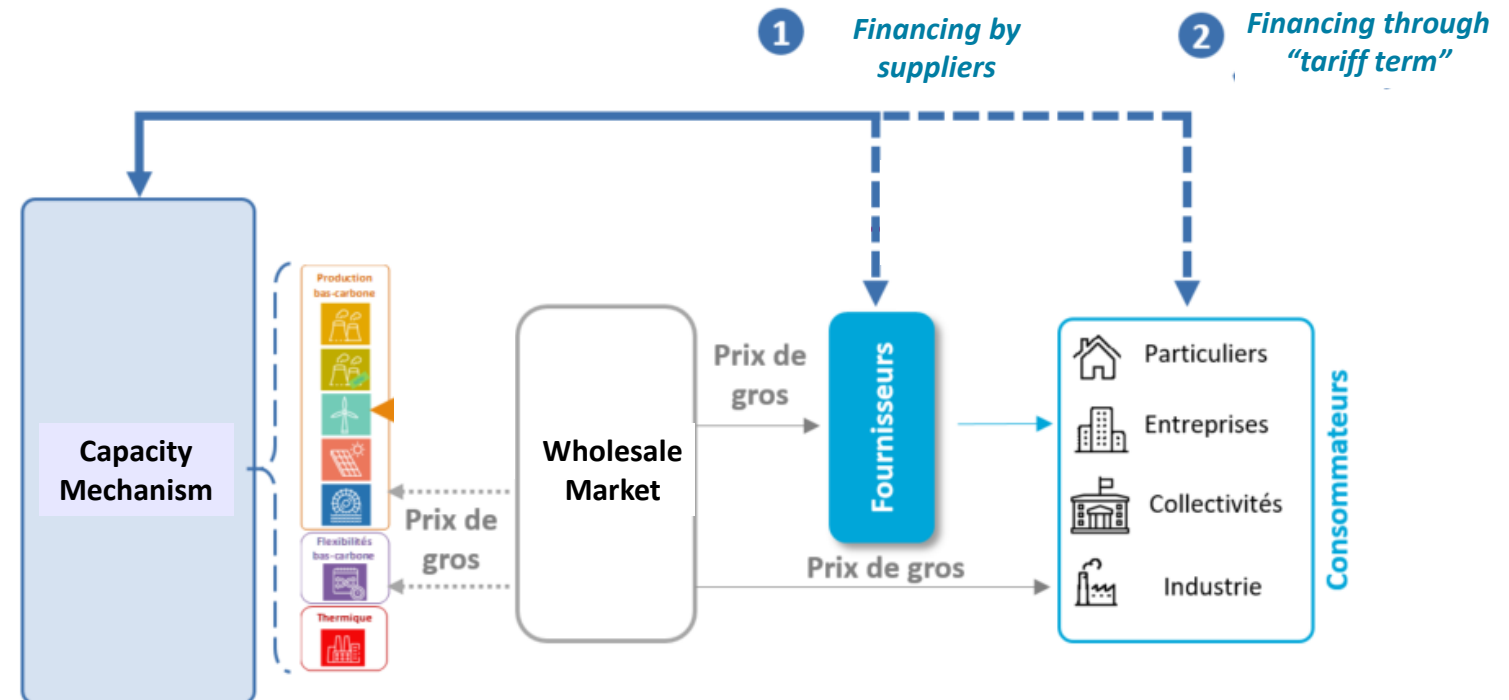 1
Financing by
suppliers
2
Financing through
“tariff term”
Capacity
Mechanism
Production
bas-carbone
Flexibilités
bas-carbone
Thermique
Prix de
gros
Wholesale
Market
Prix de
gros
Prix de gros
Fournisseurs
Particuliers
Entreprises
Collectivités
Industrie
Consommateurs